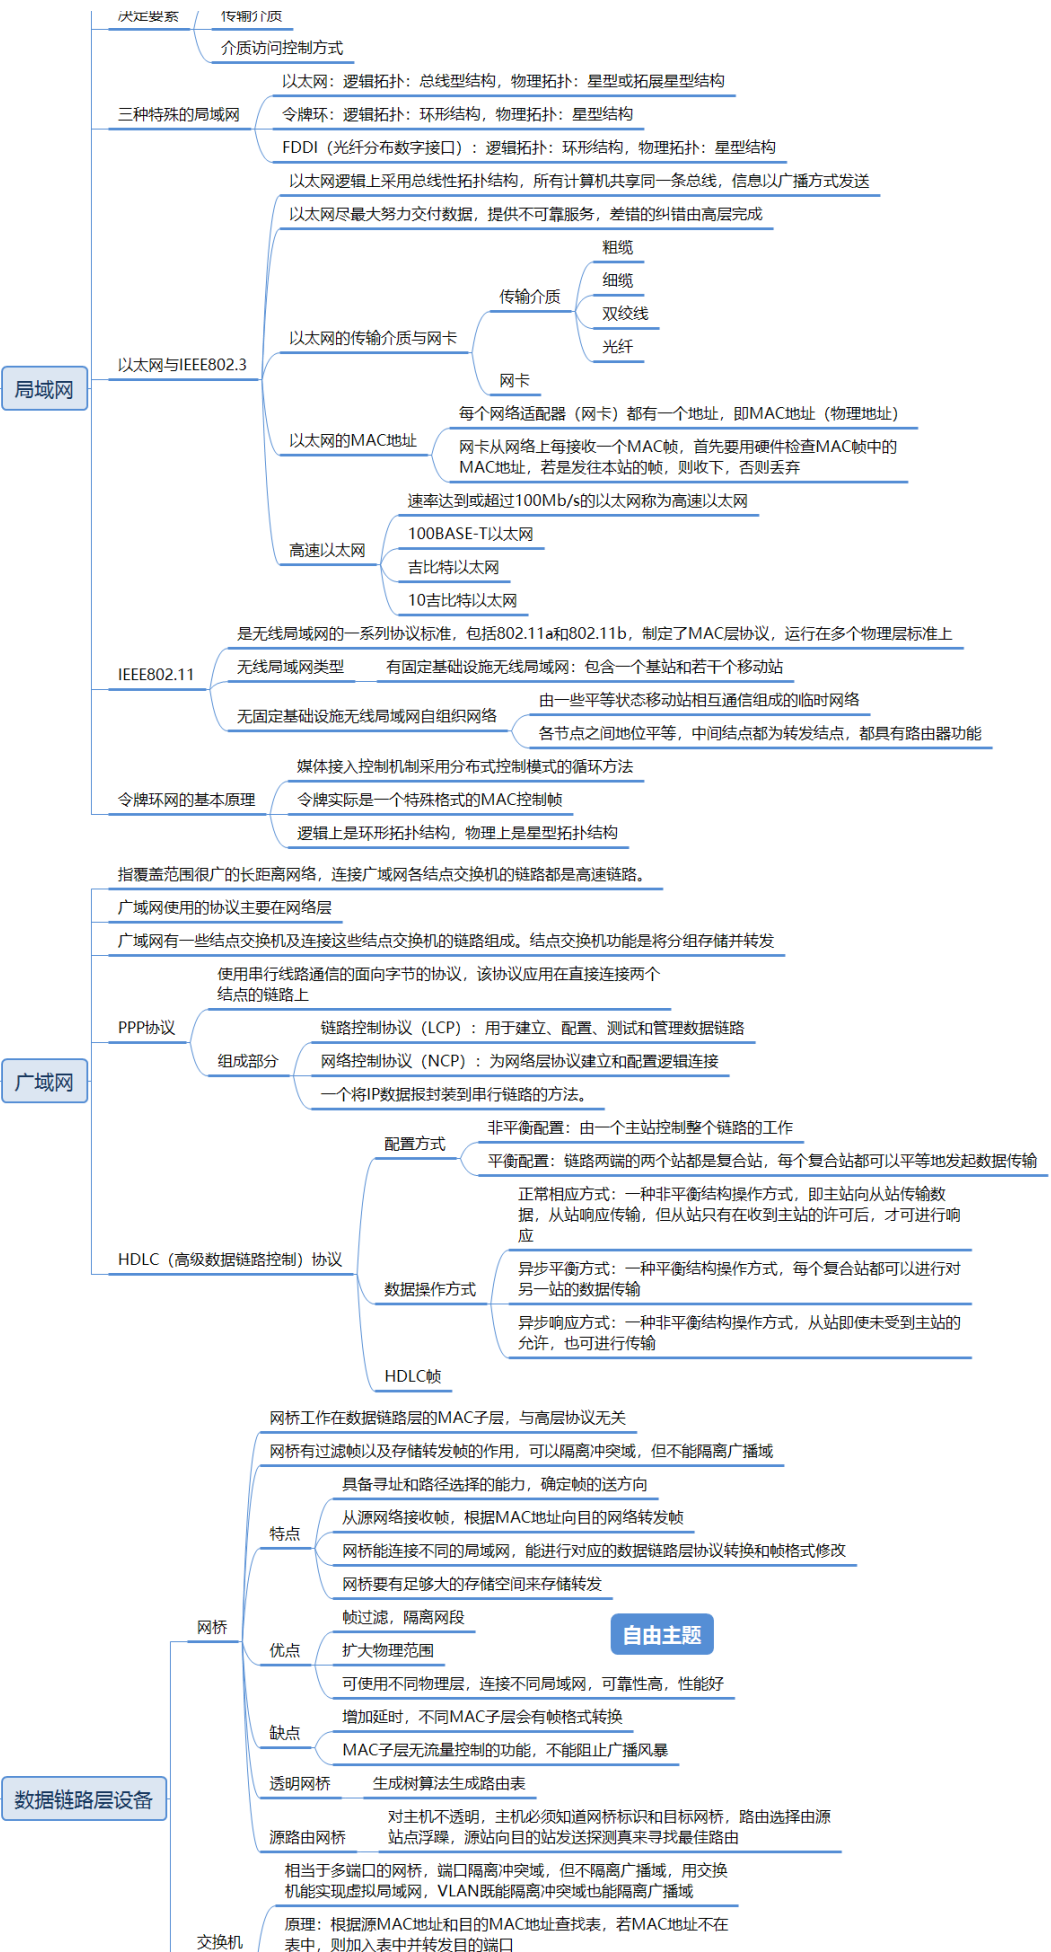 决定要素
传输介质
介质访问控制方式
三种特殊的局域网
以太网：逻辑拓扑：总线型结构，物理拓扑：星型或拓展星型结构
令牌环：逻辑拓扑：环形结构，物理拓扑：星型结构
FDDI（光纤分布数字接口）：逻辑拓扑：环形结构，物理拓扑：星型结构
局域网
以太网与IEEE802.3
以太网逻辑上采用总线性拓扑结构，所有计算机共享同一条总线，信息以广播方式发送
以太网尽最大努力交付数据，提供不可靠服务，差错的纠错由高层完成
以太网的传输介质与网卡
传输介质
粗缆
细缆
双绞线
光纤
网卡
以太网的MAC地址
每个网络适配器（网卡）都有一个地址，即MAC地址（物理地址）
网卡从网络上每接收一个MAC帧，首先要用硬件检查MAC帧中的
MAC地址，若是发往本站的帧，则收下，否则丢弃
高速以太网
速率达到或超过100Mb/s的以太网称为高速以太网
100BASE-T以太网
吉比特以太网
10吉比特以太网
IEEE802.11
是无线局域网的一系列协议标准，包括802.11a和802.11b，制定了MAC层协议，运行在多个物理层标准上
无线局域网类型
有固定基础设施无线局域网：包含一个基站和若干个移动站
无固定基础设施无线局域网自组织网络
由一些平等状态移动站相互通信组成的临时网络
各节点之间地位平等，中间结点都为转发结点，都具有路由器功能
令牌环网的基本原理
媒体接入控制机制采用分布式控制模式的循环方法
令牌实际是一个特殊格式的MAC控制帧
逻辑上是环形拓扑结构，物理上是星型拓扑结构
广域网
指覆盖范围很广的长距离网络，连接广域网各结点交换机的链路都是高速链路。
广域网使用的协议主要在网络层
广域网有一些结点交换机及连接这些结点交换机的链路组成。结点交换机功能是将分组存储并转发
PPP协议
使用串行线路通信的面向字节的协议，该协议应用在直接连接两个
结点的链路上
组成部分
链路控制协议（LCP）：用于建立、配置、测试和管理数据链路
网络控制协议（NCP）：为网络层协议建立和配置逻辑连接
一个将IP数据报封装到串行链路的方法。
HDLC（高级数据链路控制）协议
配置方式
非平衡配置：由一个主站控制整个链路的工作
平衡配置：链路两端的两个站都是复合站，每个复合站都可以平等地发起数据传输
数据操作方式
正常相应方式：一种非平衡结构操作方式，即主站向从站传输数
据，从站响应传输，但从站只有在收到主站的许可后，才可进行响
应
异步平衡方式：一种平衡结构操作方式，每个复合站都可以进行对
另一站的数据传输
异步响应方式：一种非平衡结构操作方式，从站即使未受到主站的
允许，也可进行传输
HDLC帧
数据链路层设备
网桥
网桥工作在数据链路层的MAC子层，与高层协议无关
网桥有过滤帧以及存储转发帧的作用，可以隔离冲突域，但不能隔离广播域
特点
具备寻址和路径选择的能力，确定帧的送方向
从源网络接收帧，根据MAC地址向目的网络转发帧
网桥能连接不同的局域网，能进行对应的数据链路层协议转换和帧格式修改
网桥要有足够大的存储空间来存储转发
优点
帧过滤，隔离网段
扩大物理范围
可使用不同物理层，连接不同局域网，可靠性高，性能好
自由主题
缺点
增加延时，不同MAC子层会有帧格式转换
MAC子层无流量控制的功能，不能阻止广播风暴
透明网桥
生成树算法生成路由表
源路由网桥
对主机不透明，主机必须知道网桥标识和目标网桥，路由选择由源
站点浮躁，源站向目的站发送探测真来寻找最佳路由
交换机
相当于多端口的网桥，端口隔离冲突域，但不隔离广播域，用交换
机能实现虚拟局域网，VLAN既能隔离冲突域也能隔离广播域
原理：根据源MAC地址和目的MAC地址查找表，若MAC地址不在
表中，则加入表中并转发目的端口